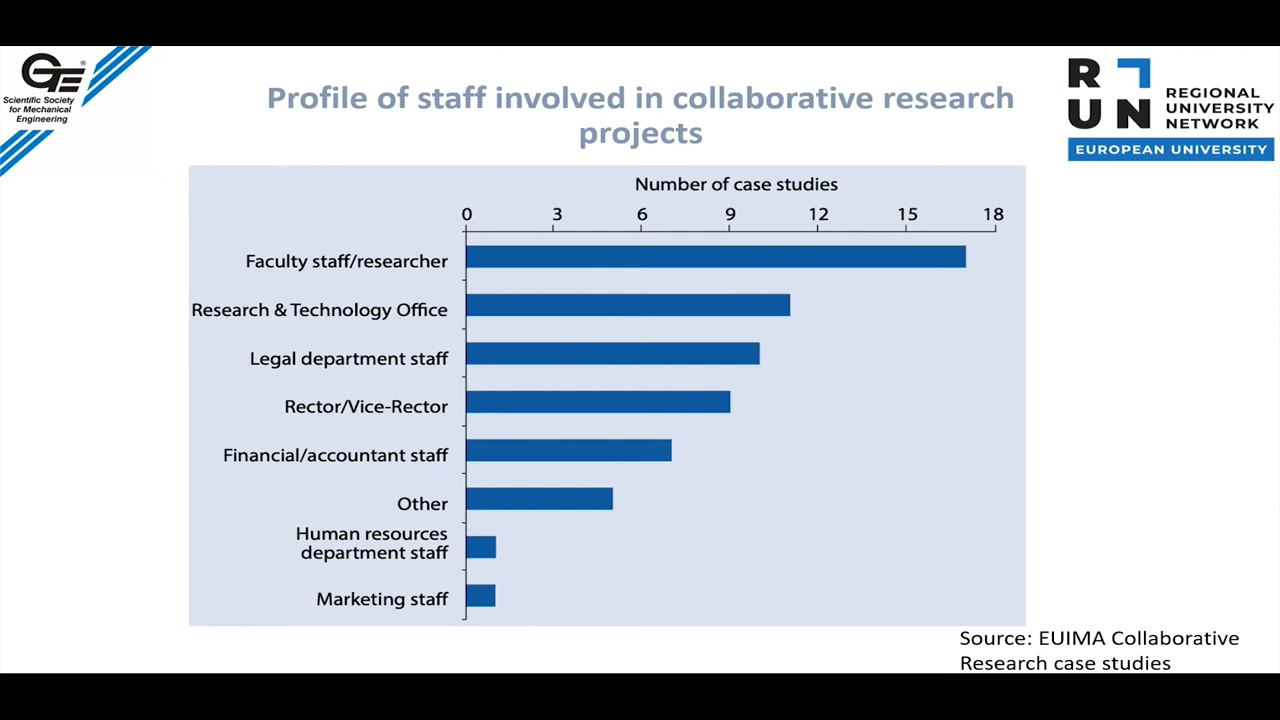 GTE®
Scientific Society
for Mechanical
Engineering
Profile of staff involved in collaborative research
projects
R
UN
REGIONAL
UNIVERSITY
NETWORK
EUROPEAN UNIVERSITY
Number of case studies
0 3 6 9 12 15 18
Faculty staff/researcher
Research & Technology Office
Legal department staff
Rector/Vice-Rector
Financial/accountant staff
Other
Human resources
department staff
Marketing staff
Source: EUIMA Collaborative
Research case studies